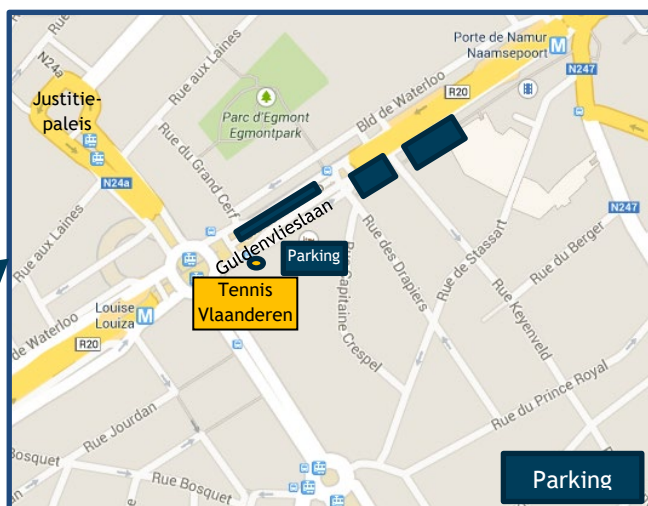 Porte de Namur
Naamsepoort
M
N24a
Rue aux Laines
Bld de Waterloo
R20
N247
Justitie-
paleis
Parc d'Egmont
Egmontpark
Rue du Grand Cerf
N24a
Guldenvlieslaan
Parking
Rue aux Laines
Rue des Drapiers
Rue de Stassart
N247
Rue du Berger
Tennis
Vlaanderen
Rue Capitaine Crespel
Rue Keyenveld
Louise
Louiza
M
de Waterloo
R20
Rue du Prince Royal
Rue Jourdan
Bosquet
Rue Bosquet
Parking